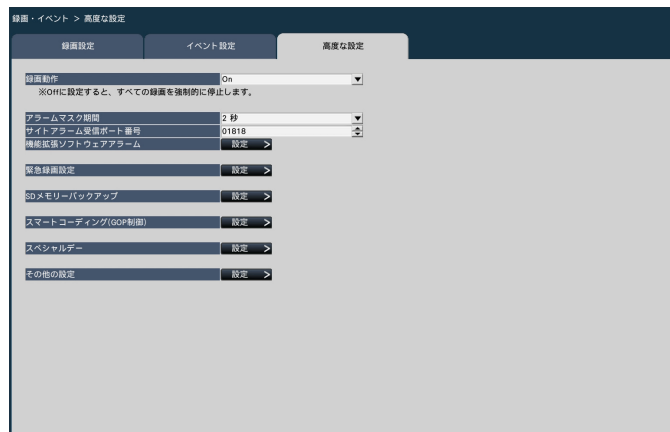 録画・イベント > 高度な設定
録画設定 イベント設定 高度な設定
録画動作 On
※Offに設定すると、すべての録画を強制的に停止します。
アラームマスク期間 2 秒
サイトアラーム受信ポート番号 01818
機能拡張ソフトウェアアラーム 設定 >
緊急録画設定 設定 >
SDメモリーバックアップ 設定 >
スマートコーディング(GOP制御) 設定 >
スペシャルデー 設定 >
その他の設定 設定 >